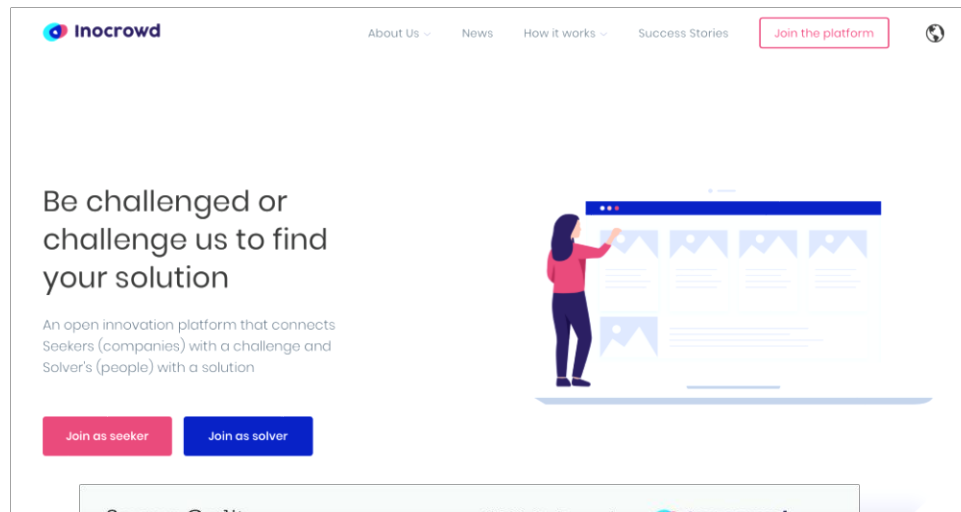 Inocrowd
About Us
News
How it works
Success Stories
Join the platform
Be challenged or
challenge us to find
your solution
An open innovation platform that connects
Seekers (companies) with a challenge and
Solver's (people) with a solution
Join as seeker
Join as solver